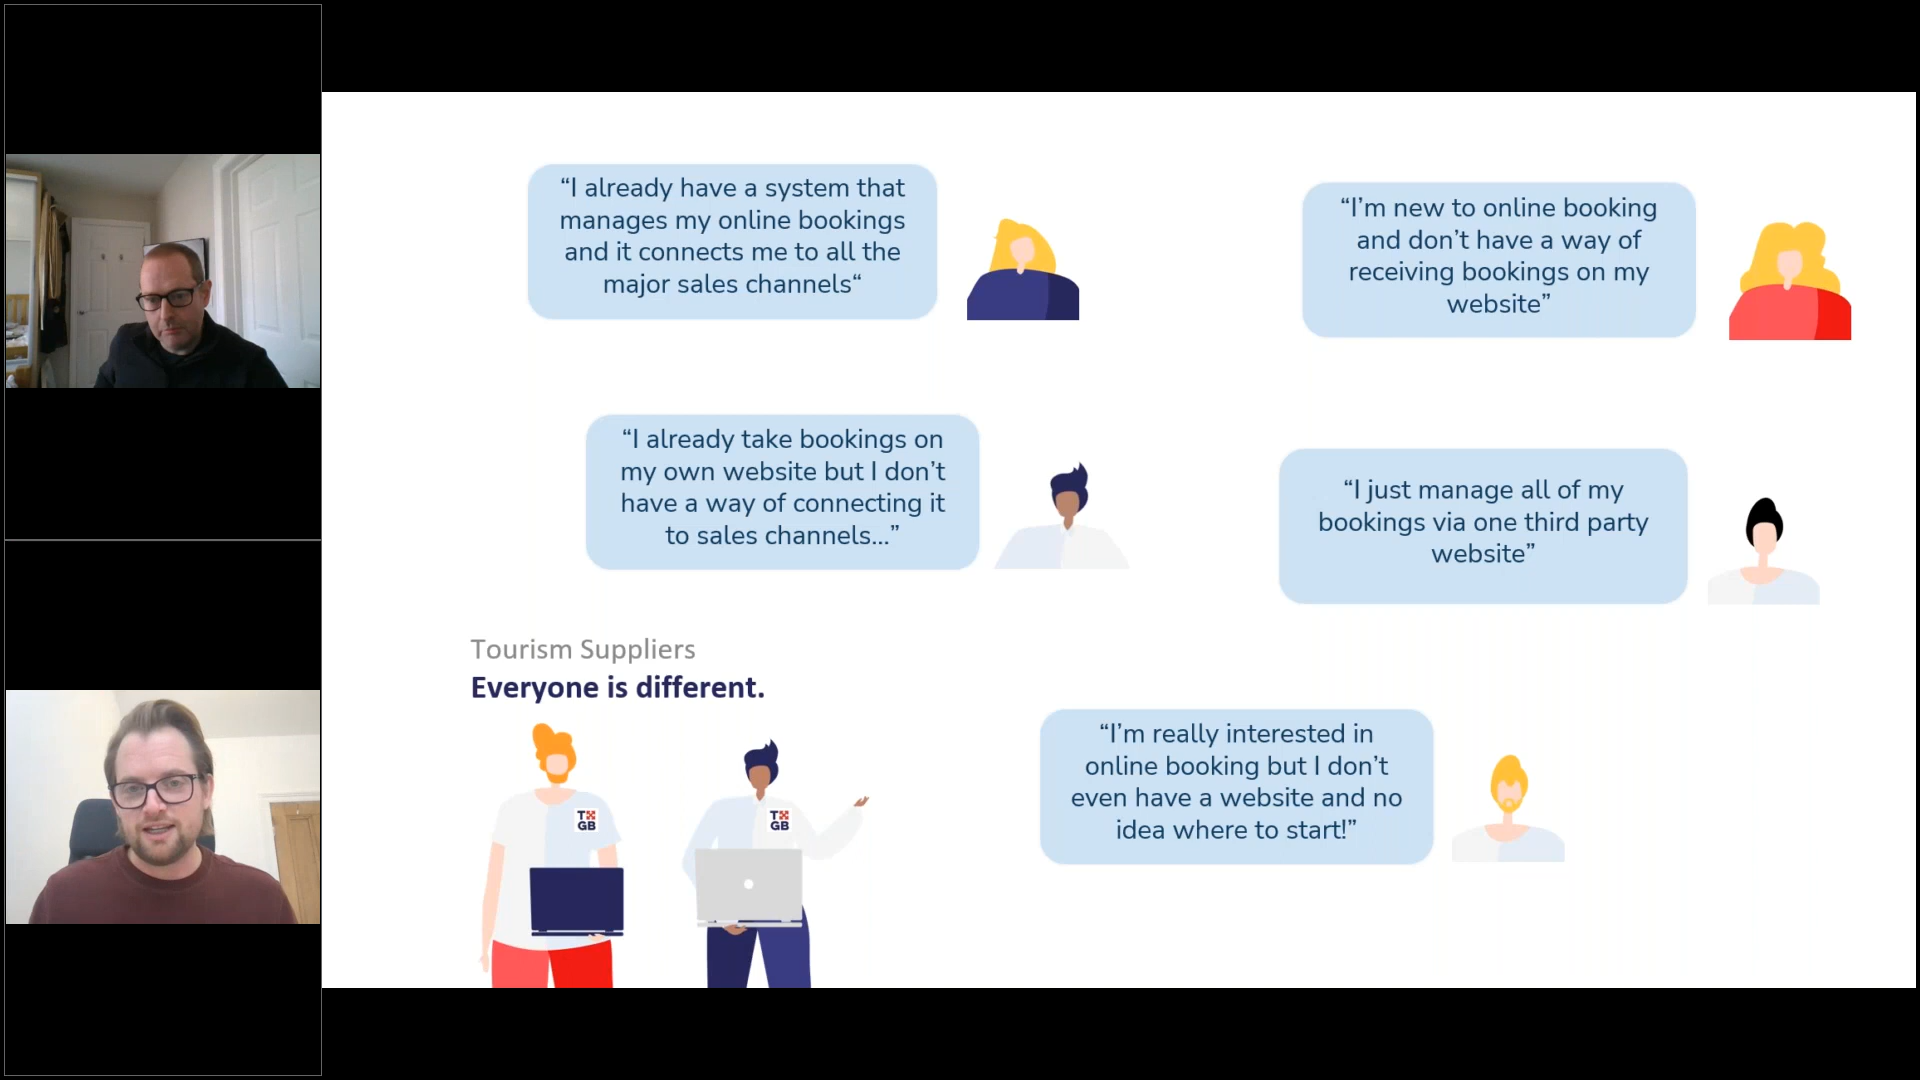 “I already have a system that
manages my online bookings
and it connects me to all the
major sales channels“
“I’m new to online booking
and don’t have a way of
receiving bookings on my
website”
“I already take bookings on
my own website but I don’t
have a way of connecting it
to sales channels...”
“I just manage all of my
bookings via one third party
website”
Tourism Suppliers
Everyone is different.
“I’m really interested in
online booking but I don’t
even have a website and no
idea where to start!”
T
GB
T
GB